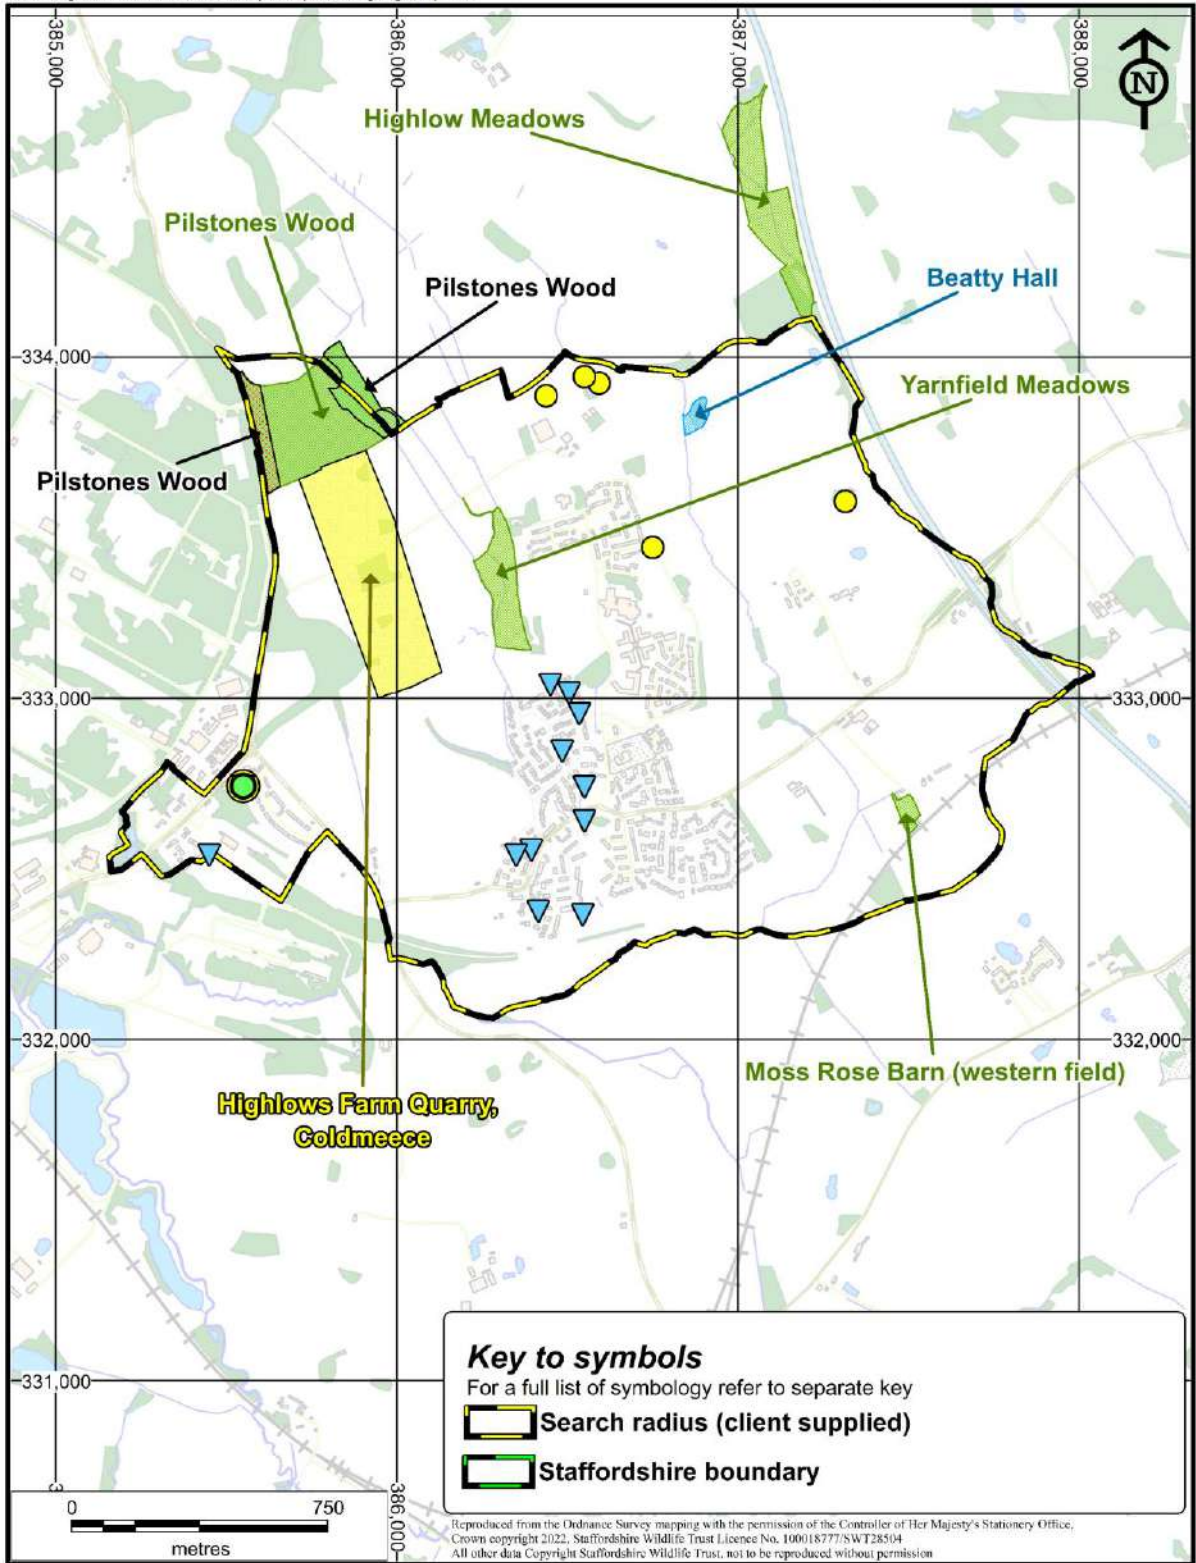 385,000
386,000
387,000
388,000
N
Highlow Meadows
Pilstones Wood
Pilstones Wood
Beatty Hall
334,000
Yarnfield Meadows
Pilstones Wood
333,000
333,000
332,000
332,000
Moss Rose Barn (western field)
Highlows Farm Quarry,
Coldmeece
Key to symbols
For a full list of symbology refer to separate key
331,000
Search radius (client supplied)
Staffordshire boundary
0
750
metres
386,000
Reproduced from the Ordnance Survey mapping with the permission of the Controller of Her Majesty's Stationery Office,
Crown copyright 2022, Staffordshire Wildlife Trust Licence No. 100018777/SWT28504
All other data Copyright Staffordshire Wildlife Trust, not to be reproduced without permission